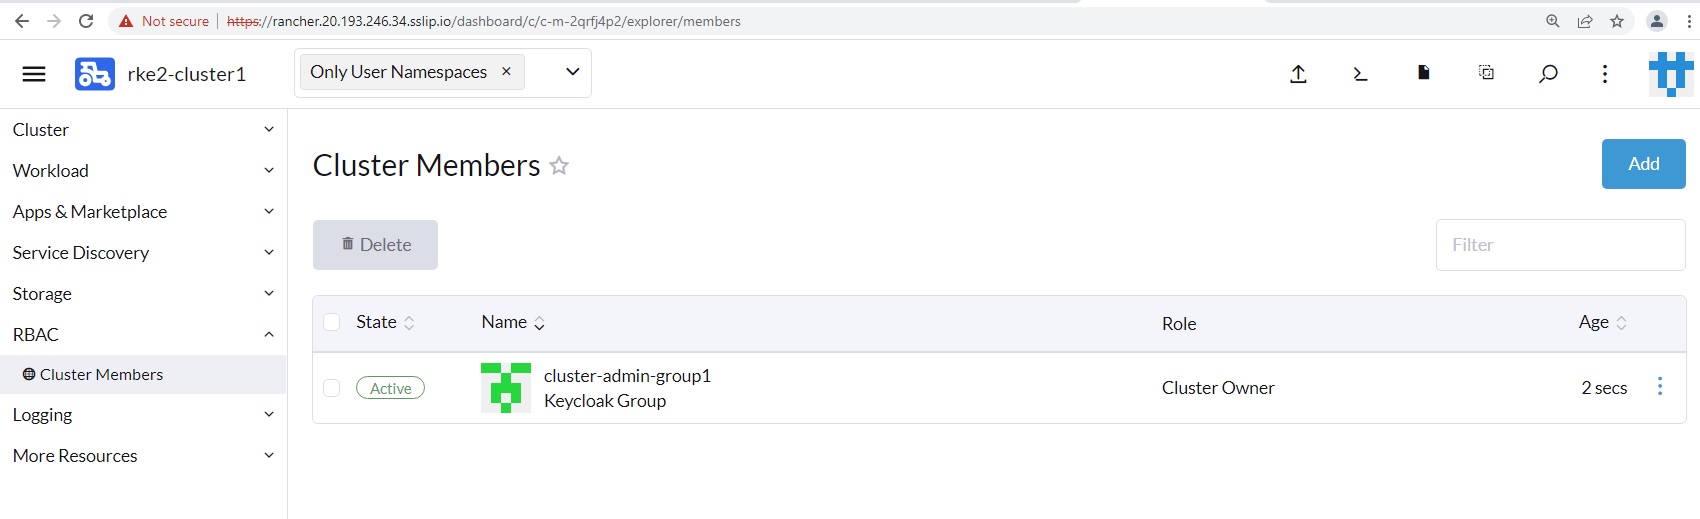 Not secure https://rancher.20.193.246.34.sslip.io/dashboard/c/c-m-2qrfj4p2/explorer/members
rke2-cluster1
Only User Namespaces ×
Cluster
Workload
Apps & Marketplace
Service Discovery
Storage
RBAC
Cluster Members
Logging
More Resources
Cluster Members
Add
Delete
Filter
State Name Role Age
Active cluster-admin-group1 Cluster Owner 2 secs
Keycloak Group